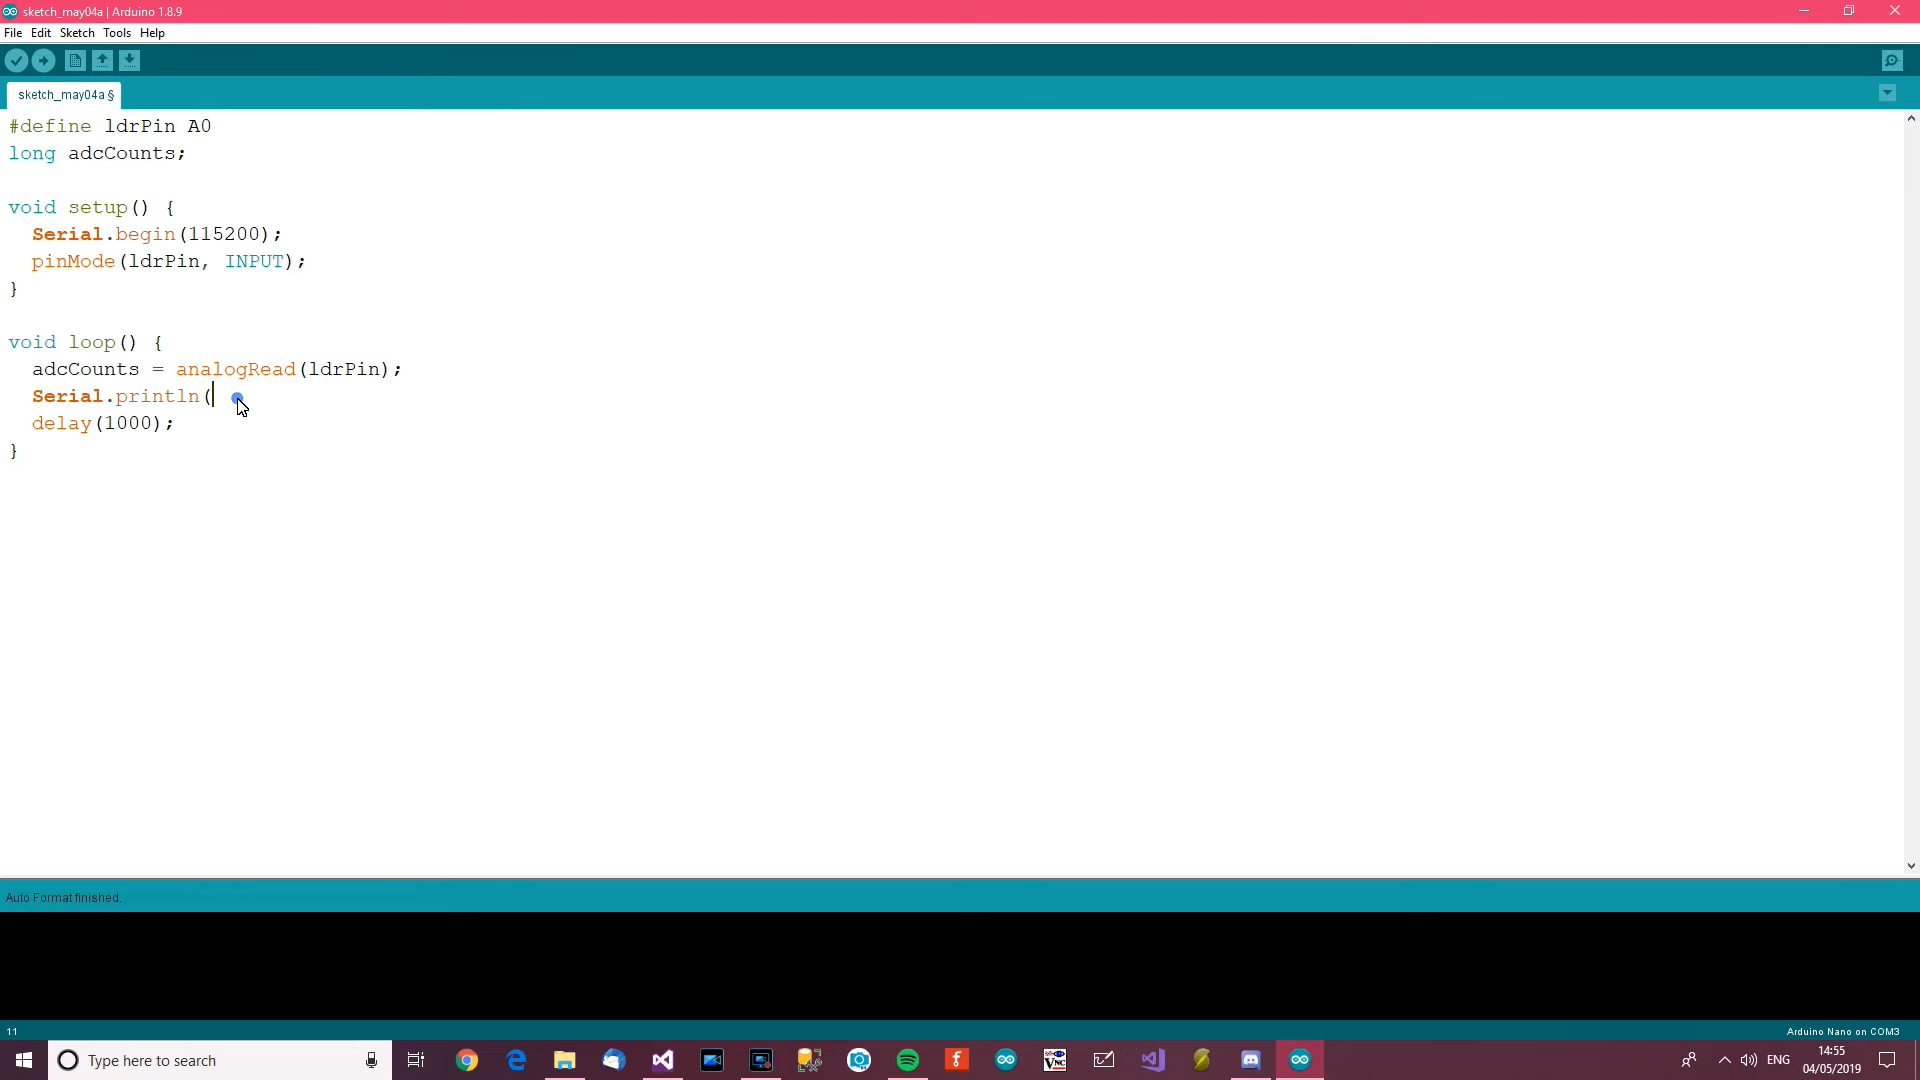 sketch_may04a | Arduino 1.8.9
File Edit Sketch Tools Help
sketch_may04a §
#define ldrPin A0
long adcCounts;
void setup() {
Serial.begin(115200);
pinMode(ldrPin, INPUT);
}
void loop() {
adcCounts = analogRead(ldrPin);
Serial.println(
delay(1000);
}
Auto Format finished.
11
Arduino Nano on COM3
Type here to search
VNC
ENG
14:55
04/05/2019